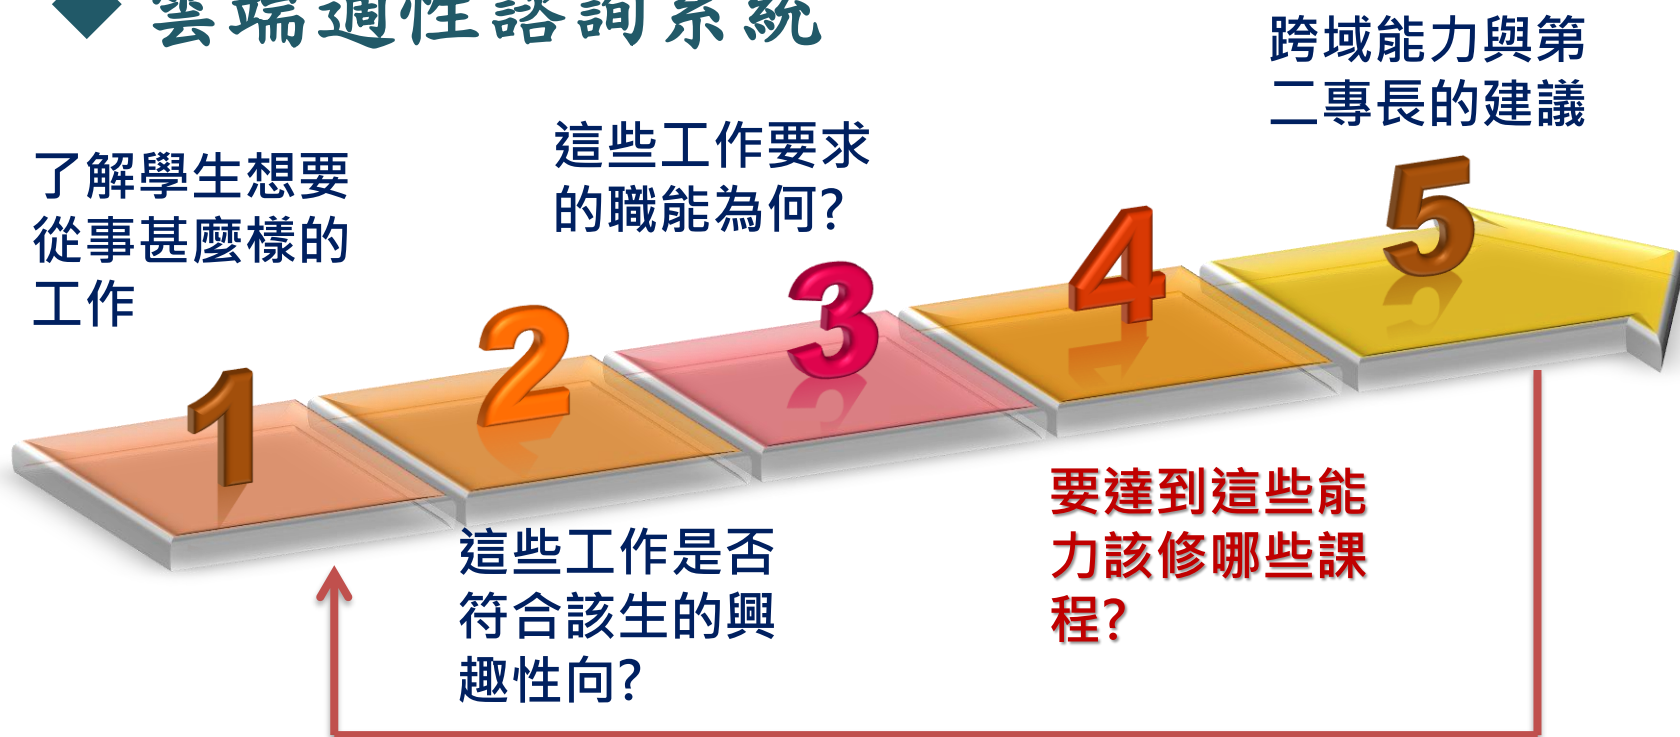 雲端適性諮詢系統
了解學生想要
從事甚麼樣的
工作
1
這些工作是否
符合該生的興
趣性向?
2
這些工作要求
的職能為何?
3
要達到這些能
力該修哪些課
程?
4
跨域能力與第
二專長的建議
5